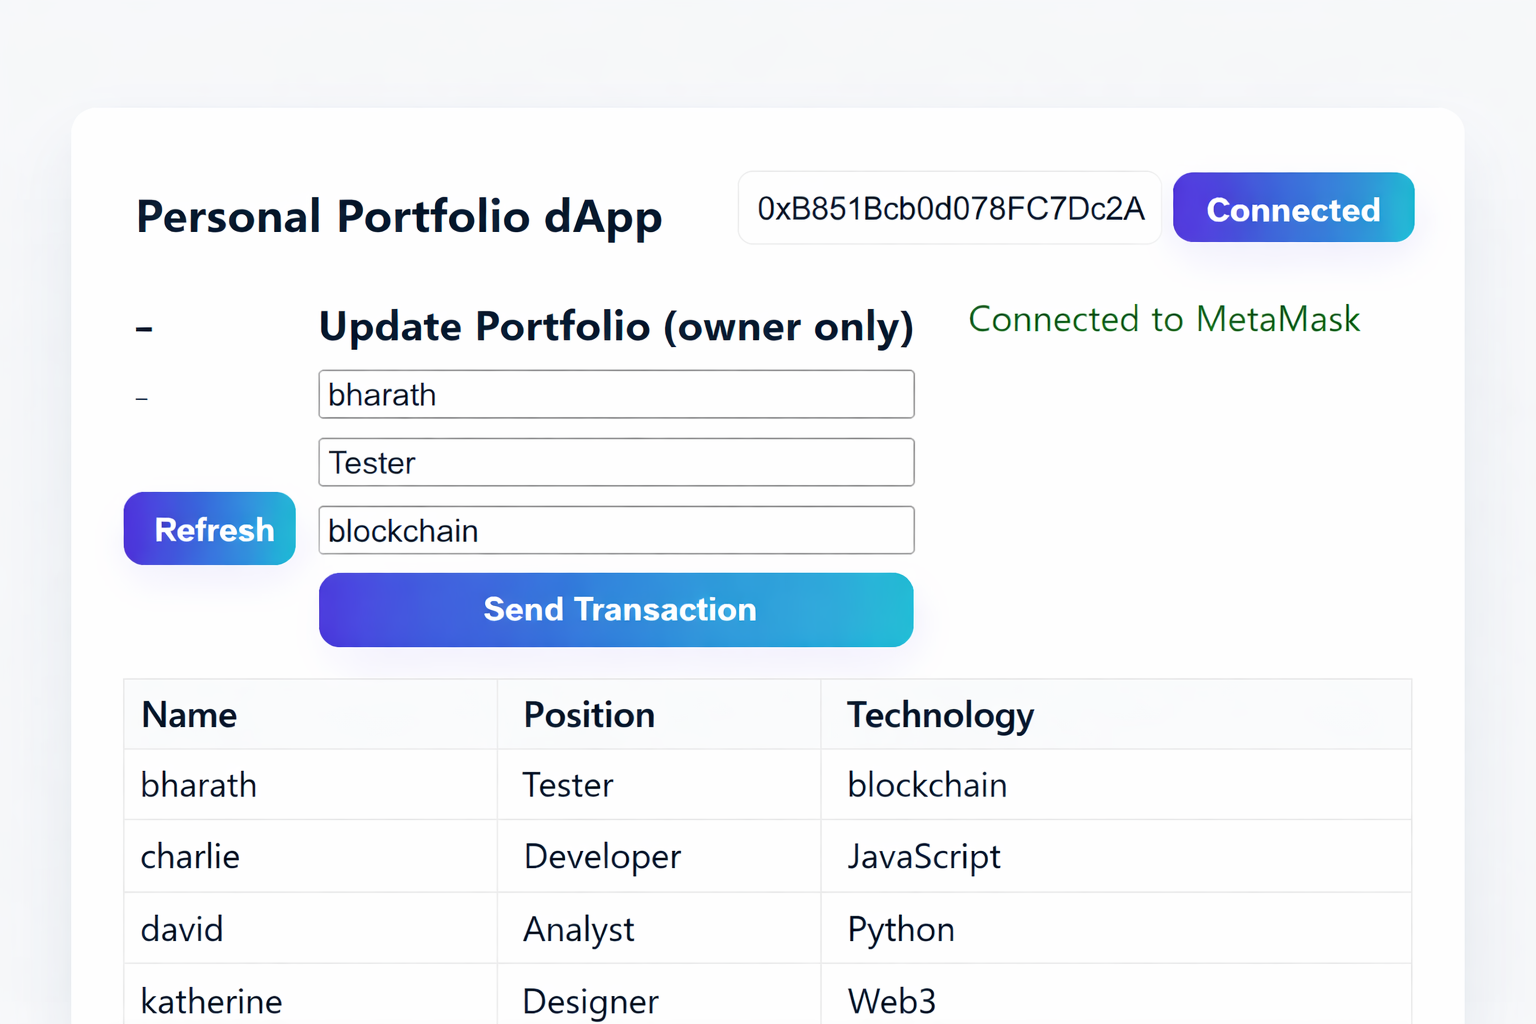 Personal Portfolio dApp
0xB851Bcb0d078FC7Dc2A
Connected
–
Update Portfolio (owner only)
Connected to MetaMask
bharath
–
Tester
Refresh
blockchain
Send Transaction
Name Position Technology
bharath Tester blockchain
charlie Developer JavaScript
david Analyst Python
katherine Designer Web3